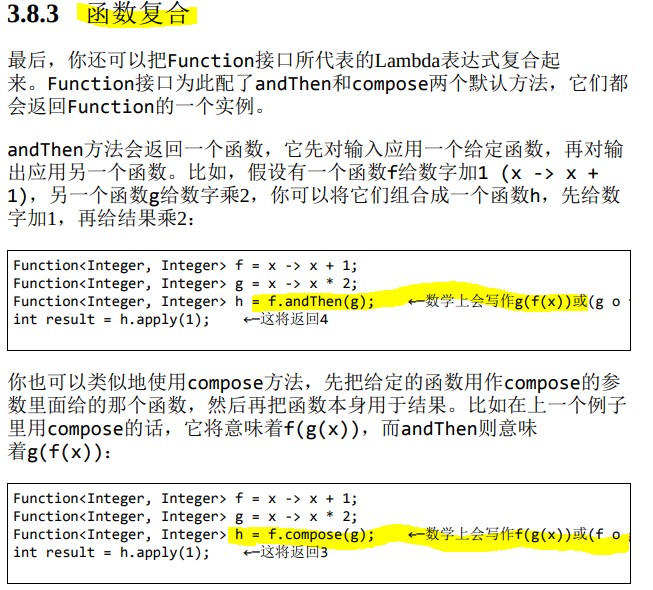 3.8.3 函数复合
最后，你还可以把Function接口所代表的Lambda表达式复合起
来。Function接口为此配了andThen和compose两个默认方法，它们都
会返回Function的一个实例。
andThen方法会返回一个函数，它先对输入应用一个给定函数，再对输
出应用另一个函数。比如，假设有一个函数f给数字加1 (x -> x +
1)，另一个函数g给数字乘2，你可以将它们组合成一个函数h，先给数
字加1，再给结果乘2：
Function<Integer, Integer> f = x -> x + 1;
Function<Integer, Integer> g = x -> x * 2;
Function<Integer, Integer> h = f.andThen(g); ←数学上会写作g(f(x))或(g o
int result = h.apply(1); ←这将返回4
你也可以类似地使用compose方法，先把给定的函数用作compose的参
数里面给的那个函数，然后再把函数本身用于结果。比如在上一个例子
里用compose的话，它将意味着f(g(x))，而andThen则意味
着g(f(x))：
Function<Integer, Integer> f = x -> x + 1;
Function<Integer, Integer> g = x -> x * 2;
Function<Integer, Integer> h = f.compose(g); ←数学上会写作f(g(x))或(f o
int result = h.apply(1); ←这将返回3